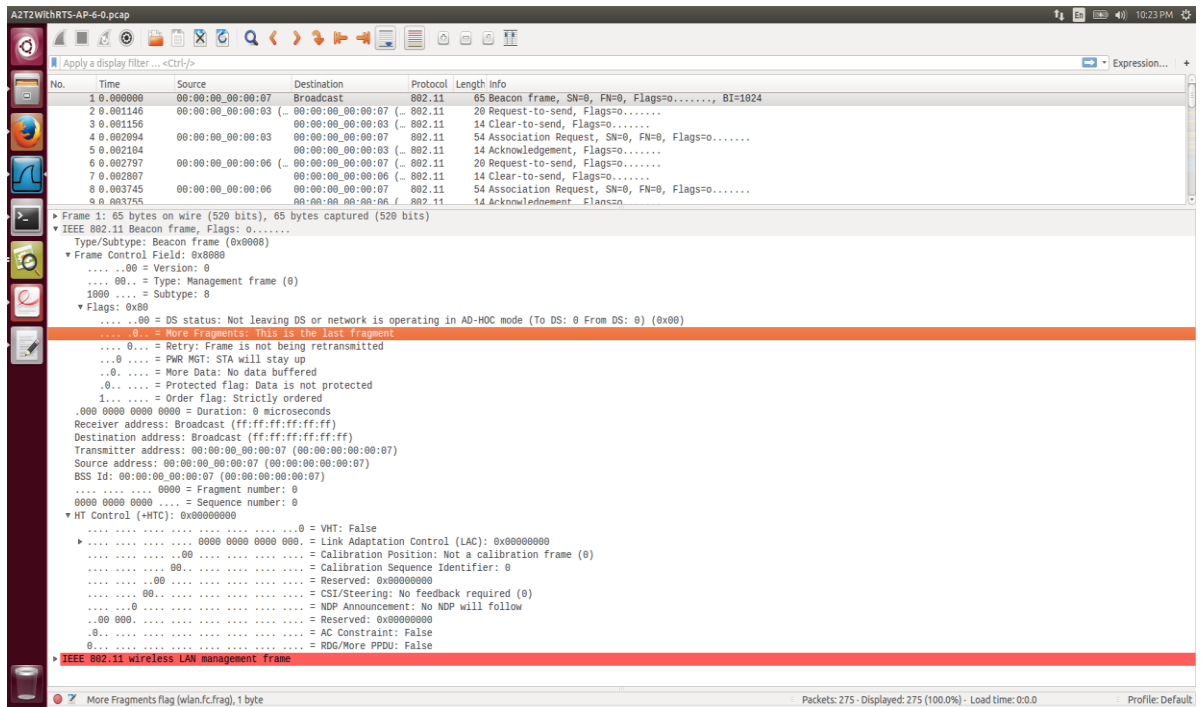 A2T2WithRTS-AP-6-0.pcap En 10:23 PM
Apply a display filter ... <Ctrl-/> Expression... +
No. Time Source Destination Protocol Length Info
1 0.000000 00:00:00_00:00:07 Broadcast 802.11 65 Beacon frame, SN=0, FN=0, Flags=o......., BI=1024
2 0.001146 00:00:00_00:00:03 (… 00:00:00_00:00:07 (… 802.11 20 Request-to-send, Flags=o.......
3 0.001156 00:00:00_00:00:03 (… 802.11 14 Clear-to-send, Flags=o.......
4 0.002094 00:00:00_00:00:03 00:00:00_00:00:07 802.11 54 Association Request, SN=0, FN=0, Flags=o.......
5 0.002104 00:00:00_00:00:03 (… 802.11 14 Acknowledgement, Flags=o.......
6 0.002797 00:00:00_00:00:06 (… 00:00:00_00:00:07 (… 802.11 20 Request-to-send, Flags=o.......
7 0.002807 00:00:00_00:00:06 (… 802.11 14 Clear-to-send, Flags=o.......
8 0.003745 00:00:00_00:00:06 00:00:00_00:00:07 802.11 54 Association Request, SN=0, FN=0, Flags=o.......
9 0.003755 00:00:00_00:00:06 (… 802.11 14 Acknowledgement, Flags=o.......
Frame 1: 65 bytes on wire (520 bits), 65 bytes captured (520 bits)
IEEE 802.11 Beacon frame, Flags: o.......
Type/Subtype: Beacon frame (0x0008)
Frame Control Field: 0x8080
.... ..00 = Version: 0
.... 00.. = Type: Management frame (0)
1000 .... = Subtype: 8
Flags: 0x80
.... ..00 = DS status: Not leaving DS or network is operating in AD-HOC mode (To DS: 0 From DS: 0) (0x00)
.... .0.. = More Fragments: This is the last fragment
.... 0... = Retry: Frame is not being retransmitted
...0 .... = PWR MGT: STA will stay up
..0. .... = More Data: No data buffered
.0.. .... = Protected flag: Data is not protected
1... .... = Order flag: Strictly ordered
.000 0000 0000 0000 = Duration: 0 microseconds
Receiver address: Broadcast (ff:ff:ff:ff:ff:ff)
Destination address: Broadcast (ff:ff:ff:ff:ff:ff)
Transmitter address: 00:00:00_00:00:07 (00:00:00:00:00:07)
Source address: 00:00:00_00:00:07 (00:00:00:00:00:07)
BSS Id: 00:00:00_00:00:07 (00:00:00:00:00:07)
.... .... .... 0000 = Fragment number: 0
0000 0000 0000 .... = Sequence number: 0
HT Control (+HTC): 0x00000000
.... .... .... .... .... .... .... ...0 = VHT: False
.... .... .... .... 0000 0000 0000 000. = Link Adaptation Control (LAC): 0x00000000
.... .... .... ..00 .... .... .... .... = Calibration Position: Not a calibration frame (0)
.... .... .... 00.. .... .... .... .... = Calibration Sequence Identifier: 0
.... .... ..00 .... .... .... .... .... = Reserved: 0x00000000
.... .... 00.. .... .... .... .... .... = CSI/Steering: No feedback required (0)
.... ...0 .... .... .... .... .... .... = NDP Announcement: No NDP will follow
..00 000. .... .... .... .... .... .... = Reserved: 0x00000000
.0.. .... .... .... .... .... .... .... = AC Constraint: False
0... .... .... .... .... .... .... .... = RDG/More PPDU: False
IEEE 802.11 wireless LAN management frame
More Fragments flag (wlan.fc.frag), 1 byte Packets: 275 · Displayed: 275 (100.0%) · Load time: 0:0.0 Profile: Default